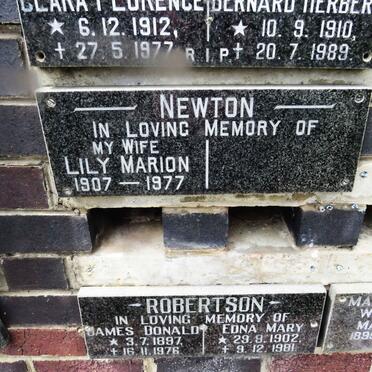 CLARA FLORENCE BERNARD HERBERT
★ 6.12.1912, ★ 10.9.1910,
✝ 27.5.1977 R I P ✝ 20.7.1989.
NEWTON
IN LOVING MEMORY OF
MY WIFE
LILY MARION
1907 — 1977
- ROBERTSON -
IN LOVING MEMORY OF
JAMES DONALD EDNA MARY
★ 3.7.1897, ★ 29.9.1902,
✝ 16.11.1976 ✝ 9.12.1981